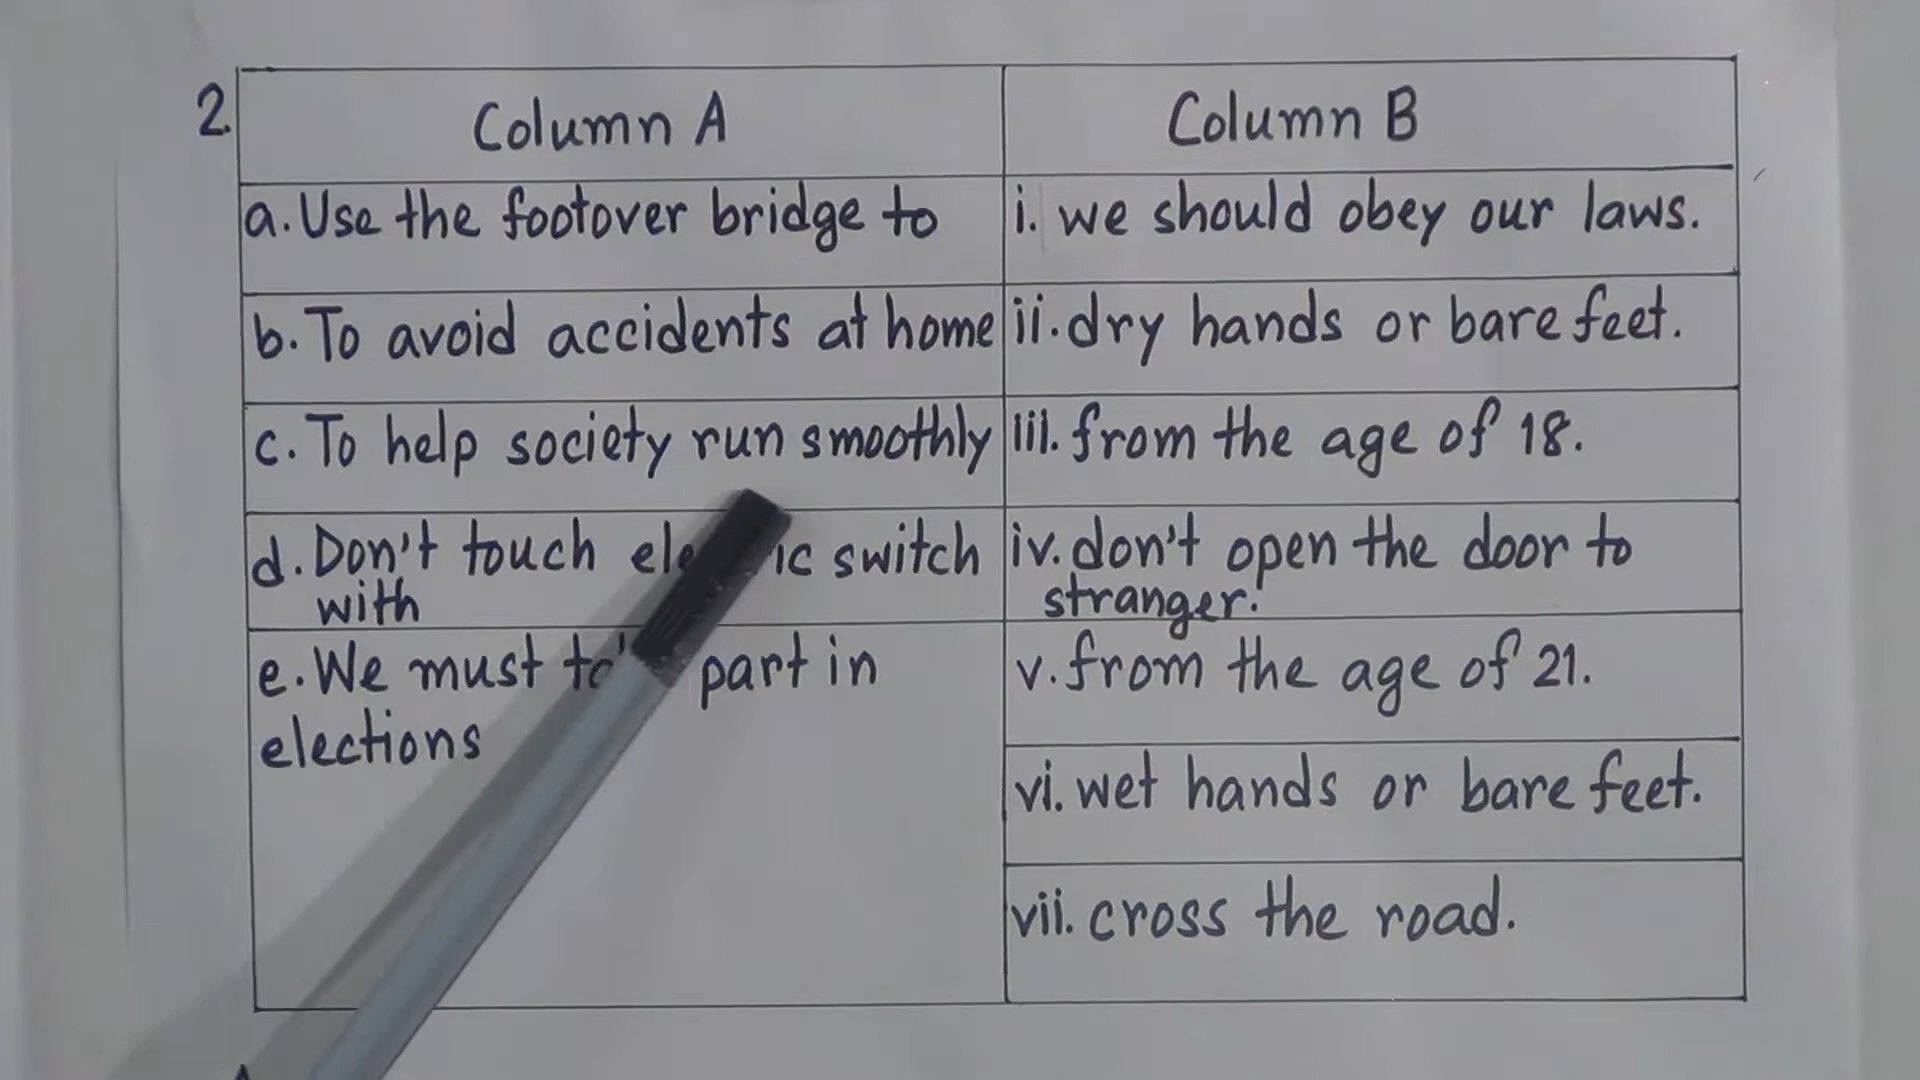 2.
Column A
Column B
a. Use the footover bridge to
i. we should obey our laws.
b. To avoid accidents at home
ii. dry hands or bare feet.
c. To help society run smoothly
iii. from the age of 18.
d. Don't touch switch
with
iv. don't open the door to
stranger.
e. We must part in
elections
v. from the age of 21.
vi. wet hands or bare feet.
vii. cross the road.